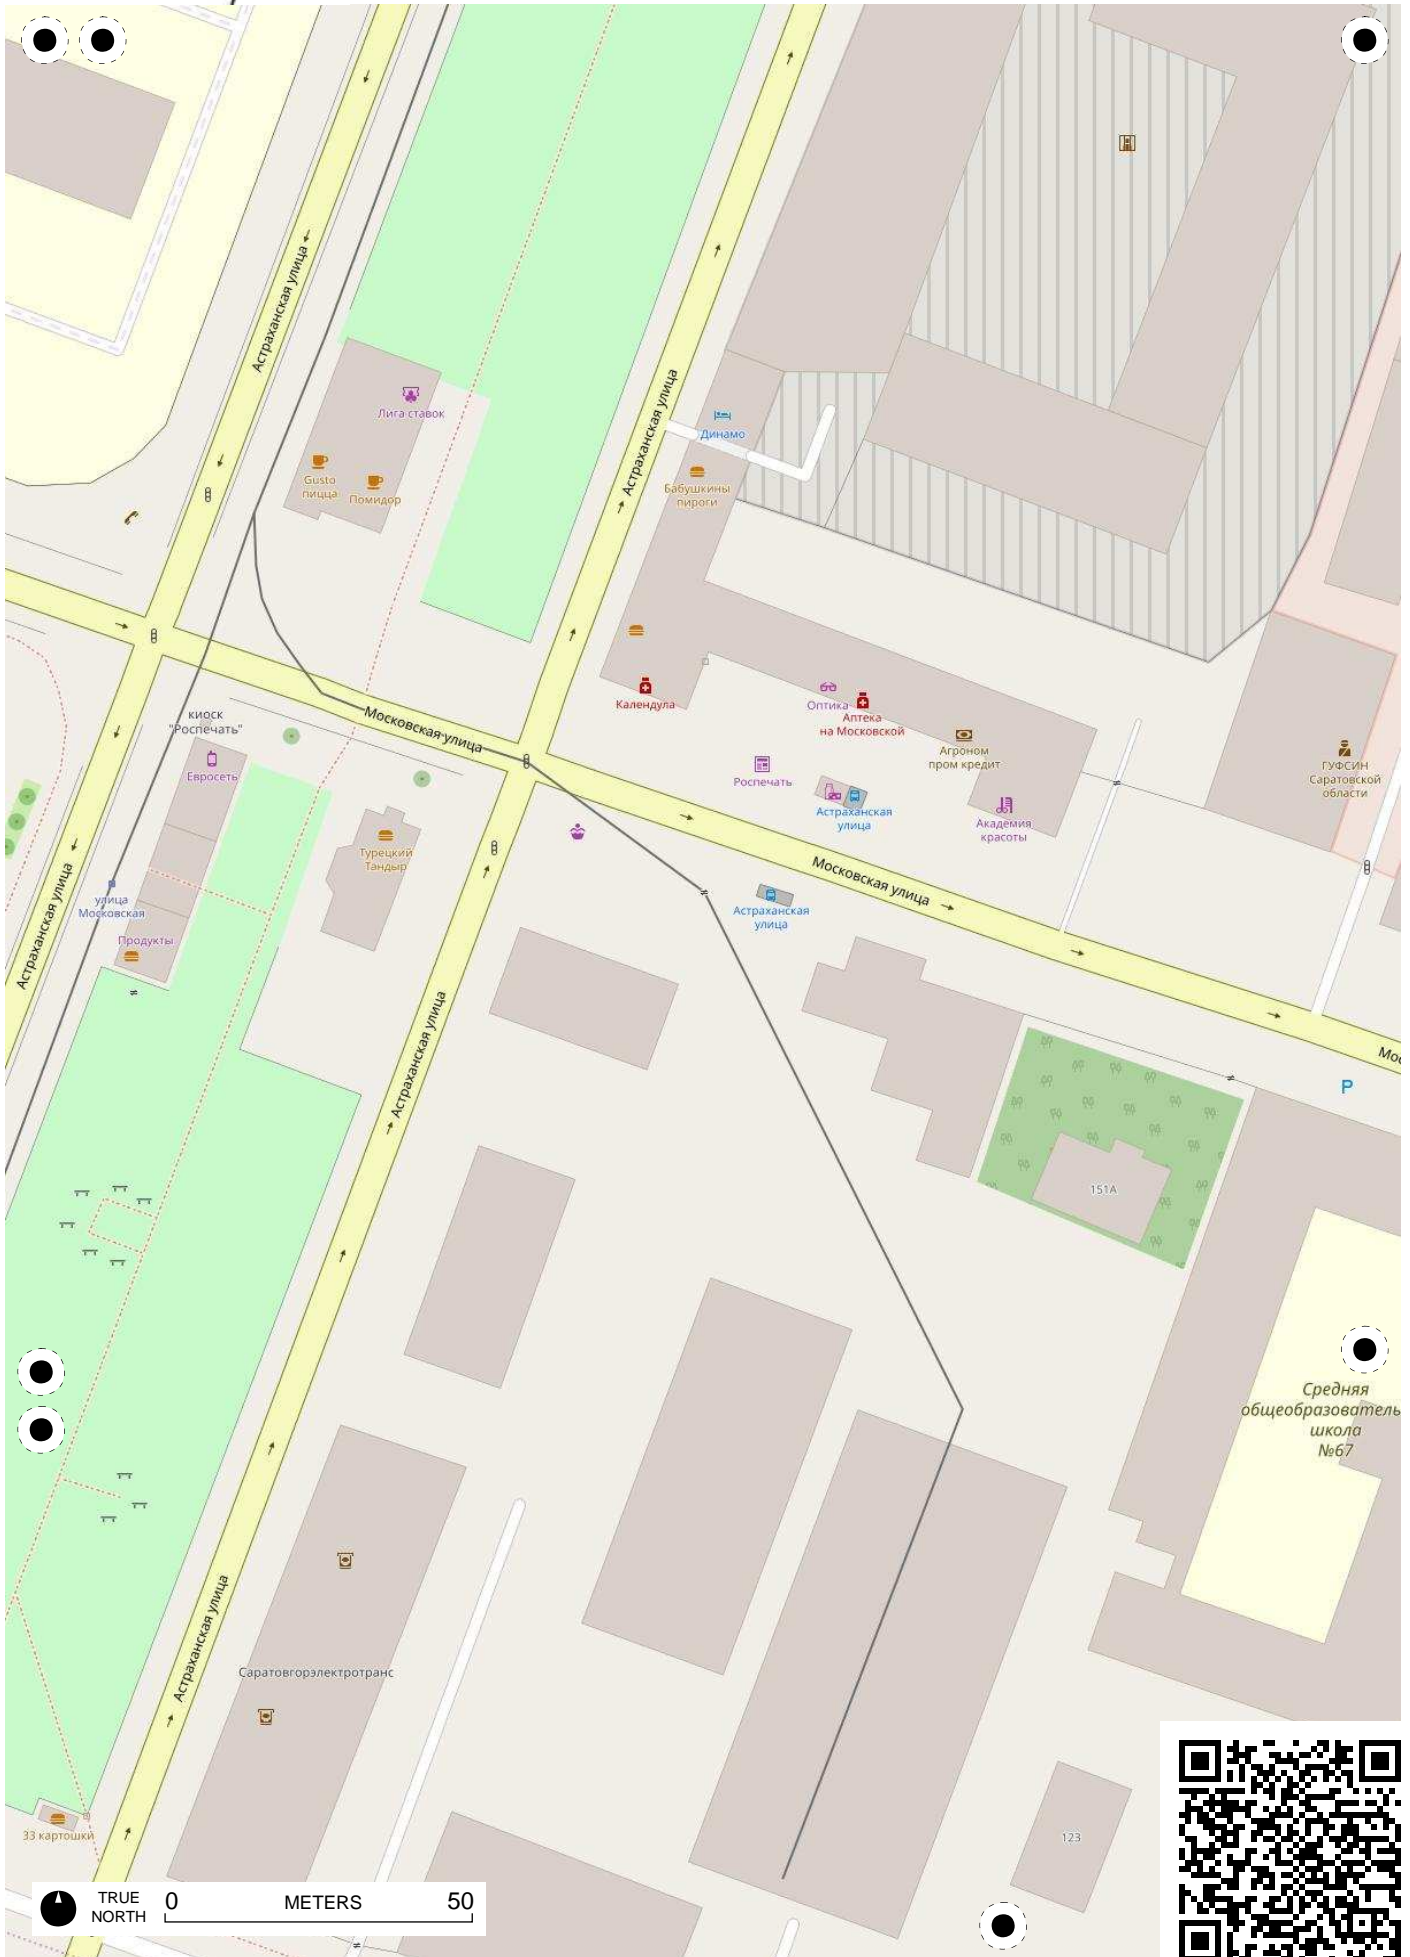 Астраханская улица
Лига ставок
Gusto
пицца
Помидор
Астраханская улица
Динамо
Бабушкины
пироги
Календула
Оптика
Аптека
на Московской
Агроном
пром кредит
Роспечать
Астраханская
улица
Академия
красоты
ГУФСИН
Саратовской
области
киоск
"Роспечать"
Евросеть
Московская улица
Турецкий
Тандыр
улица
Московская
Продукты
Астраханская улица
Московская улица
Астраханская
улица
Астраханская улица
Мос
P
151А
Средняя
общеобразователь
школа
№67
Астраханская улица
Саратовгорэлектротранс
33 картошки
123
TRUE
NORTH
0 METERS 50